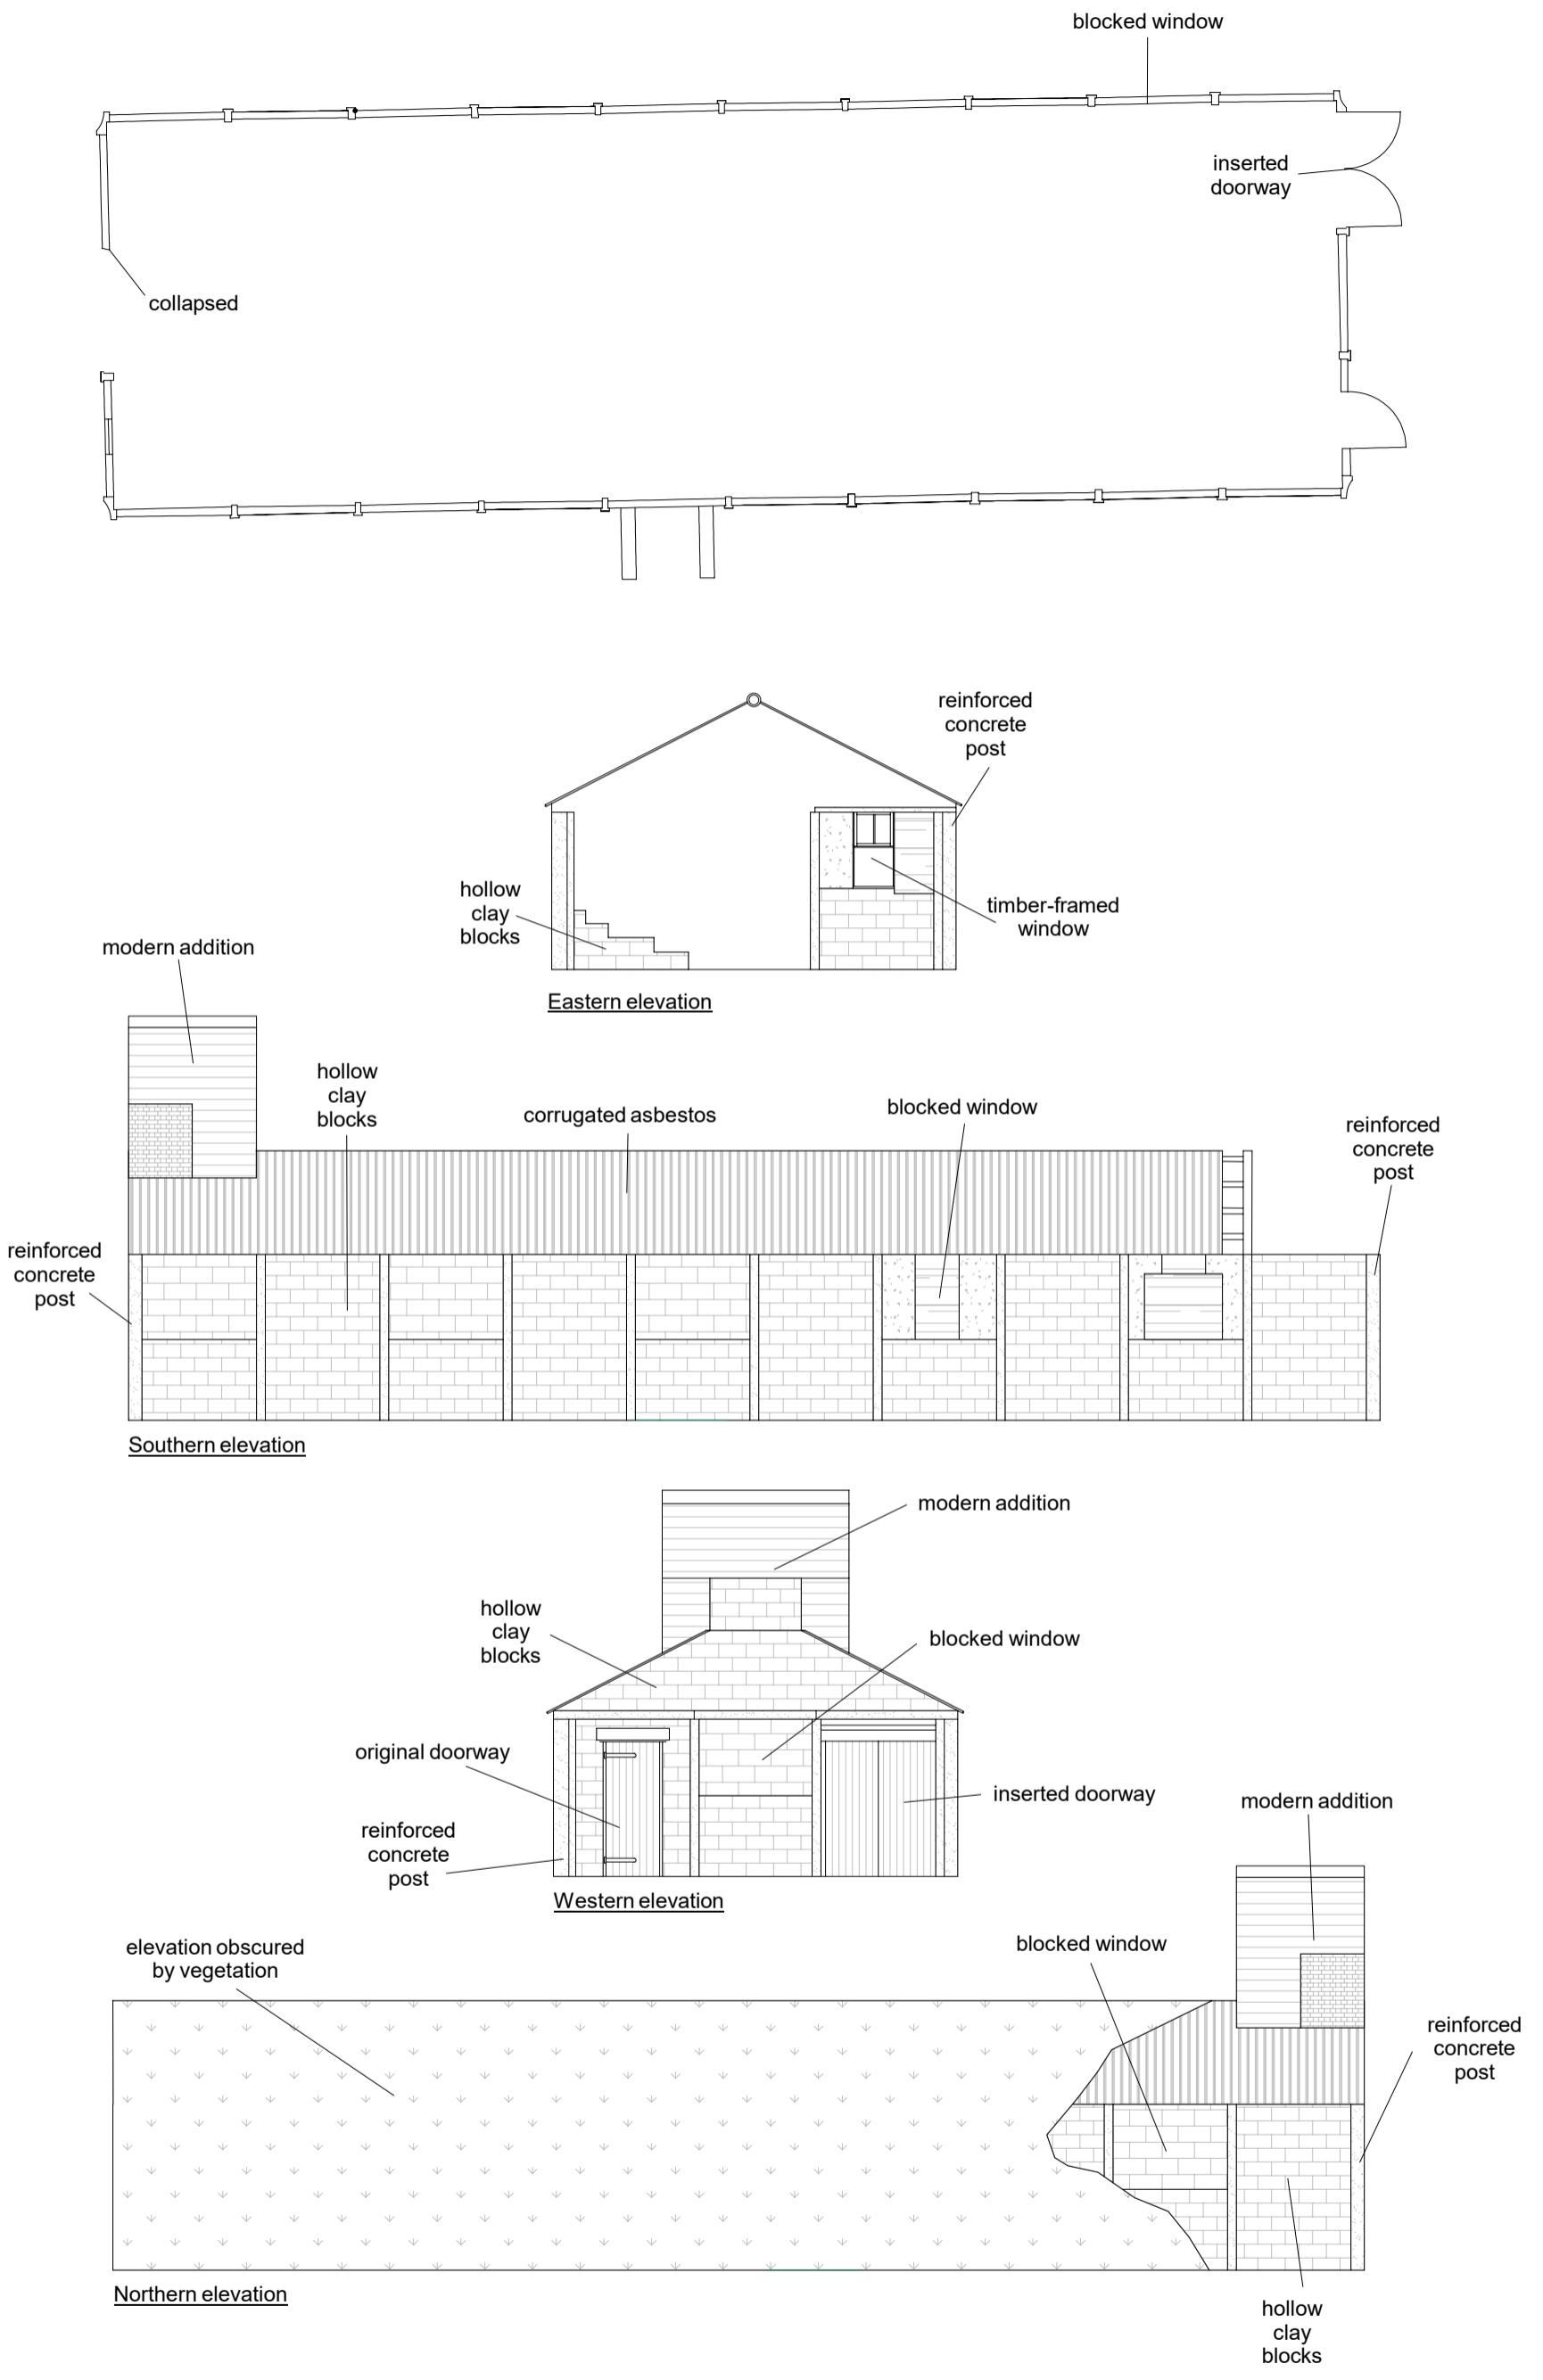 blocked window
inserted
doorway
collapsed
reinforced
concrete
post
hollow
clay
blocks
timber-framed
window
Eastern elevation
modern addition
hollow
clay
blocks
corrugated asbestos
blocked window
reinforced
concrete
post
reinforced
concrete
post
Southern elevation
modern addition
hollow
clay
blocks
blocked window
original doorway
inserted doorway
reinforced
concrete
post
Western elevation
modern addition
elevation obscured
by vegetation
blocked window
reinforced
concrete
post
Northern elevation
hollow
clay
blocks